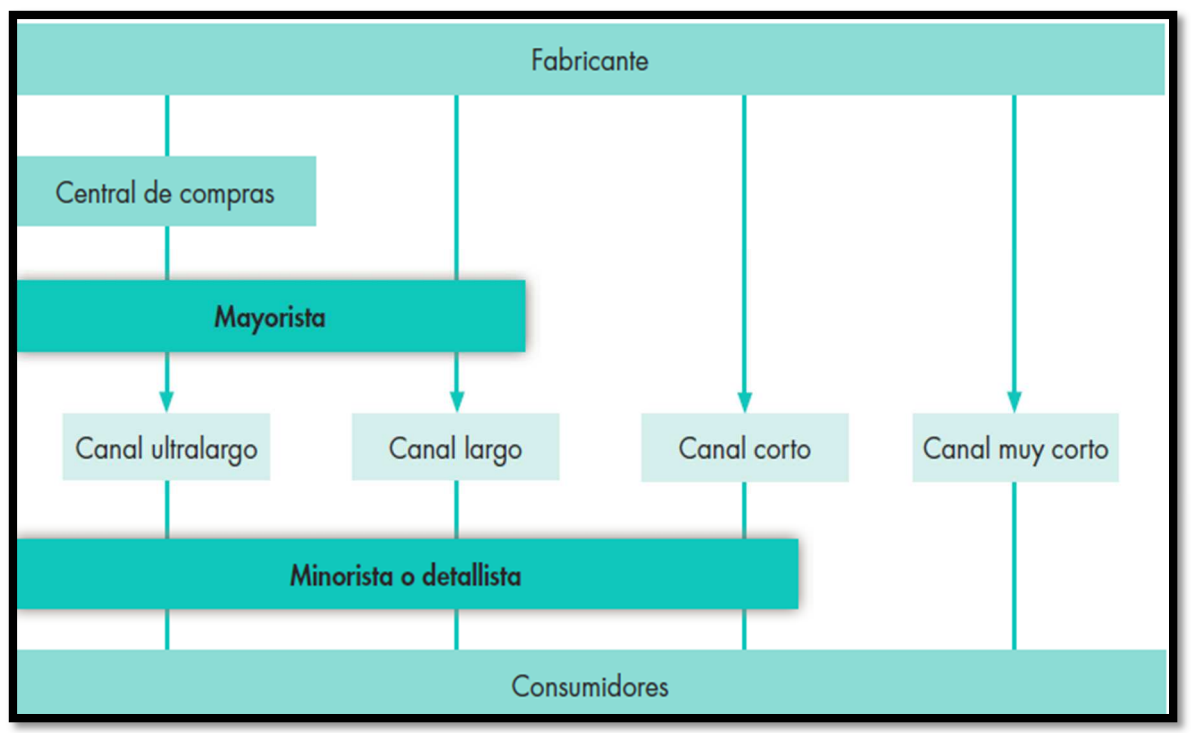 Fabricante
Central de compras
Mayorista
Canal ultralargo
Canal largo
Canal corto
Canal muy corto
Minorista o detallista
Consumidores